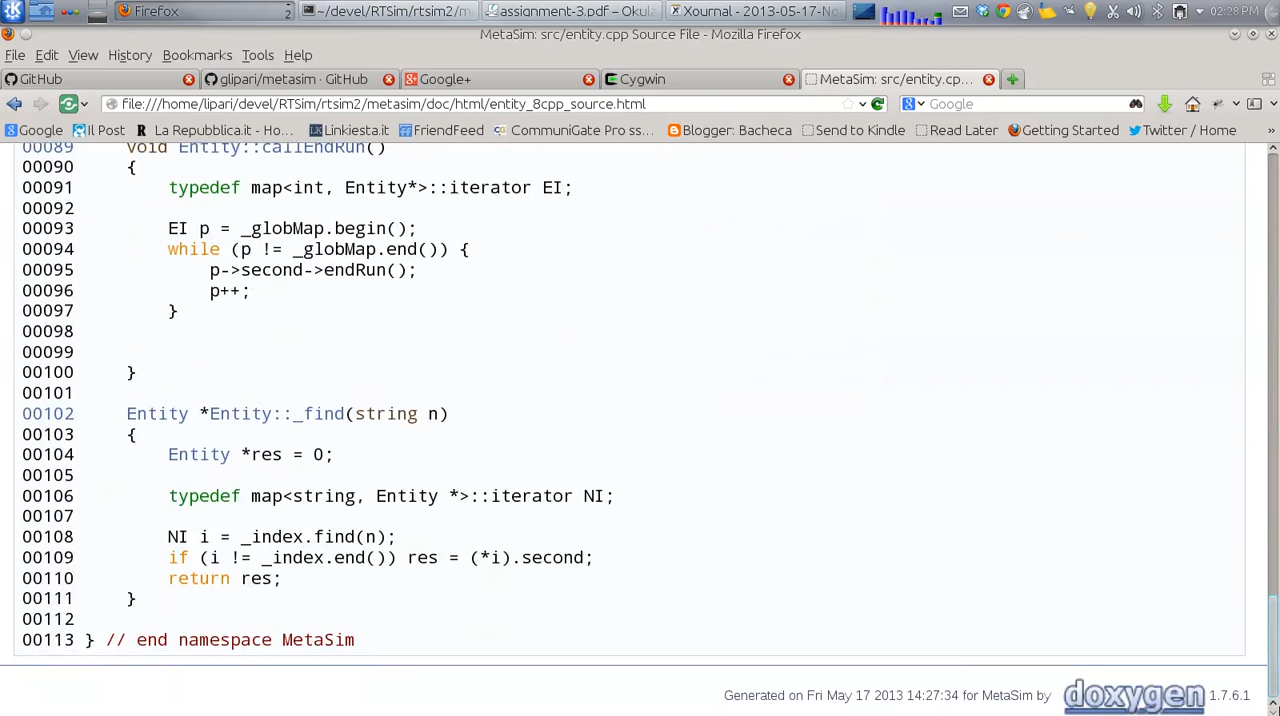 Firefox 2 ~/devel/RTSim/rtsim2/ assignment-3.pdf – Okula Xournal 3-05-17-No 02:28 PM
MetaSim: src/entity.cpp Source File - Mozilla Firefox
File Edit View History Bookmarks Tools Help
GitHub glipari/metasim · GitHub Google+ Cygwin MetaSim: src/entity.cp...
file:///home/lipari/devel/RTSim/rtsim2/metasim/doc/html/entity_8cpp_source.html Google
Google Il Post La Repubblica.it - Ho... Linkiesta.it FriendFeed CommuniGate Pro ss... Blogger: Bacheca Send to Kindle Read Later Getting Started Twitter / Home »
00089     void Entity::callEndRun()
00090     {
00091         typedef map<int, Entity*>::iterator EI;
00092
00093         EI p = _globMap.begin();
00094         while (p != _globMap.end()) {
00095             p->second->endRun();
00096             p++;
00097         }
00098
00099
00100     }
00101
00102     Entity *Entity::_find(string n)
00103     {
00104         Entity *res = 0;
00105
00106         typedef map<string, Entity *>::iterator NI;
00107
00108         NI i = _index.find(n);
00109         if (i != _index.end()) res = (*i).second;
00110         return res;
00111     }
00112
00113 } // end namespace MetaSim
Generated on Fri May 17 2013 14:27:34 for MetaSim by doxygen 1.7.6.1